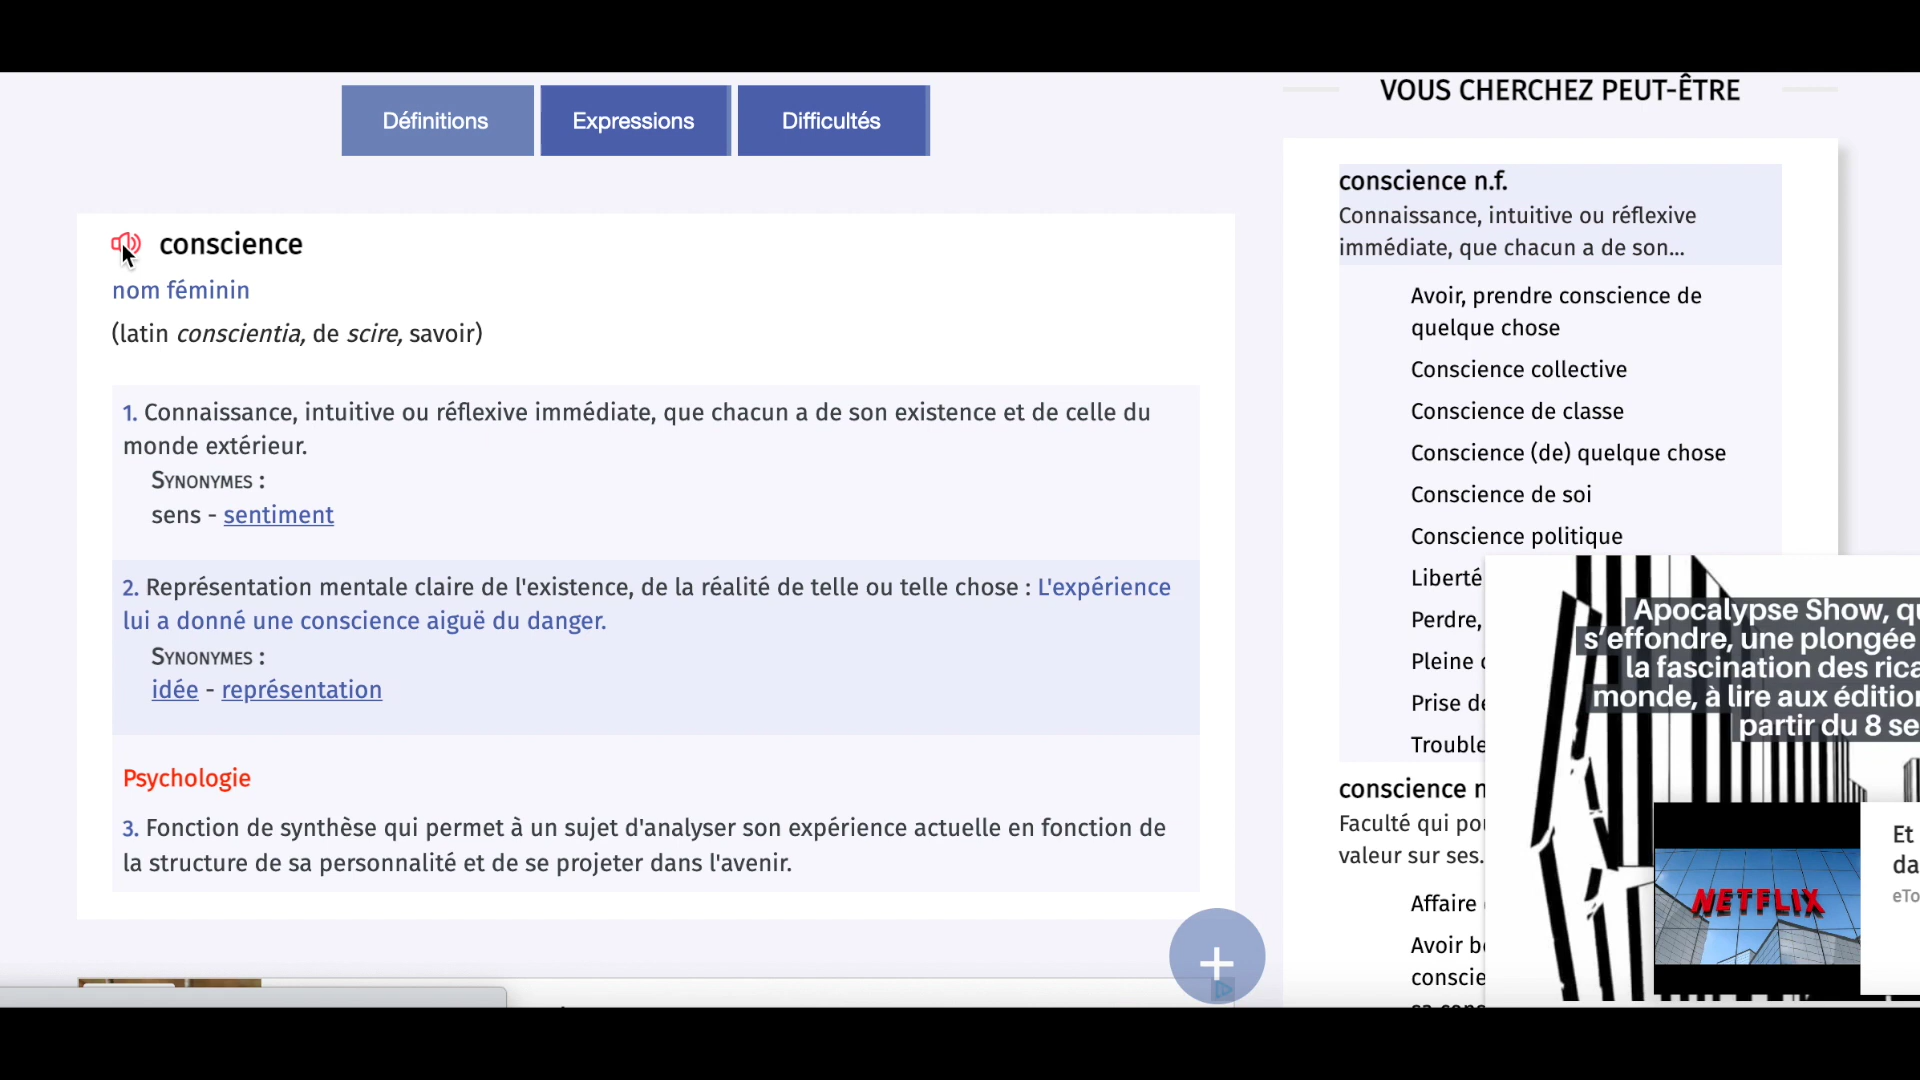 Définitions
Expressions
Difficultés
conscience
nom féminin
(latin conscientia, de scire, savoir)
1. Connaissance, intuitive ou réflexive immédiate, que chacun a de son existence et de celle du
monde extérieur.
Synonymes :
sens - sentiment
2. Représentation mentale claire de l'existence, de la réalité de telle ou telle chose : L'expérience
lui a donné une conscience aiguë du danger.
Synonymes :
idée - représentation
Psychologie
3. Fonction de synthèse qui permet à un sujet d'analyser son expérience actuelle en fonction de
la structure de sa personnalité et de se projeter dans l'avenir.
VOUS CHERCHEZ PEUT-ÊTRE
conscience n.f.
Connaissance, intuitive ou réflexive
immédiate, que chacun a de son...
Avoir, prendre conscience de
quelque chose
Conscience collective
Conscience de classe
Conscience (de) quelque chose
Conscience de soi
Conscience politique
Liberté
Perdre,
Pleine
Prise
Trouble
conscience
Faculté qui
valeur sur ses.
Affaire
Avoir
Apocalypse Show,
s'effondre, une plongée
la fascination des
monde, à lire aux
partir du 8
NETFLIX
Et